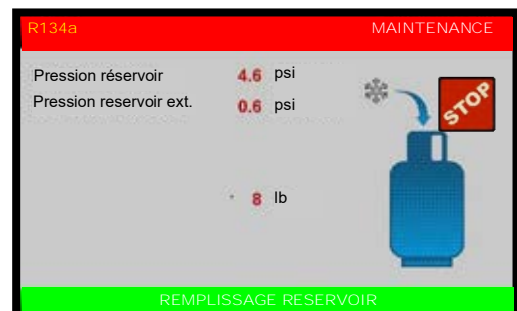 R134a MAINTENANCE
Pression réservoir 4.6 psi
Pression reservoir ext. 0.6 psi
STOP
8 lb
REMPLISSAGE RESERVOIR